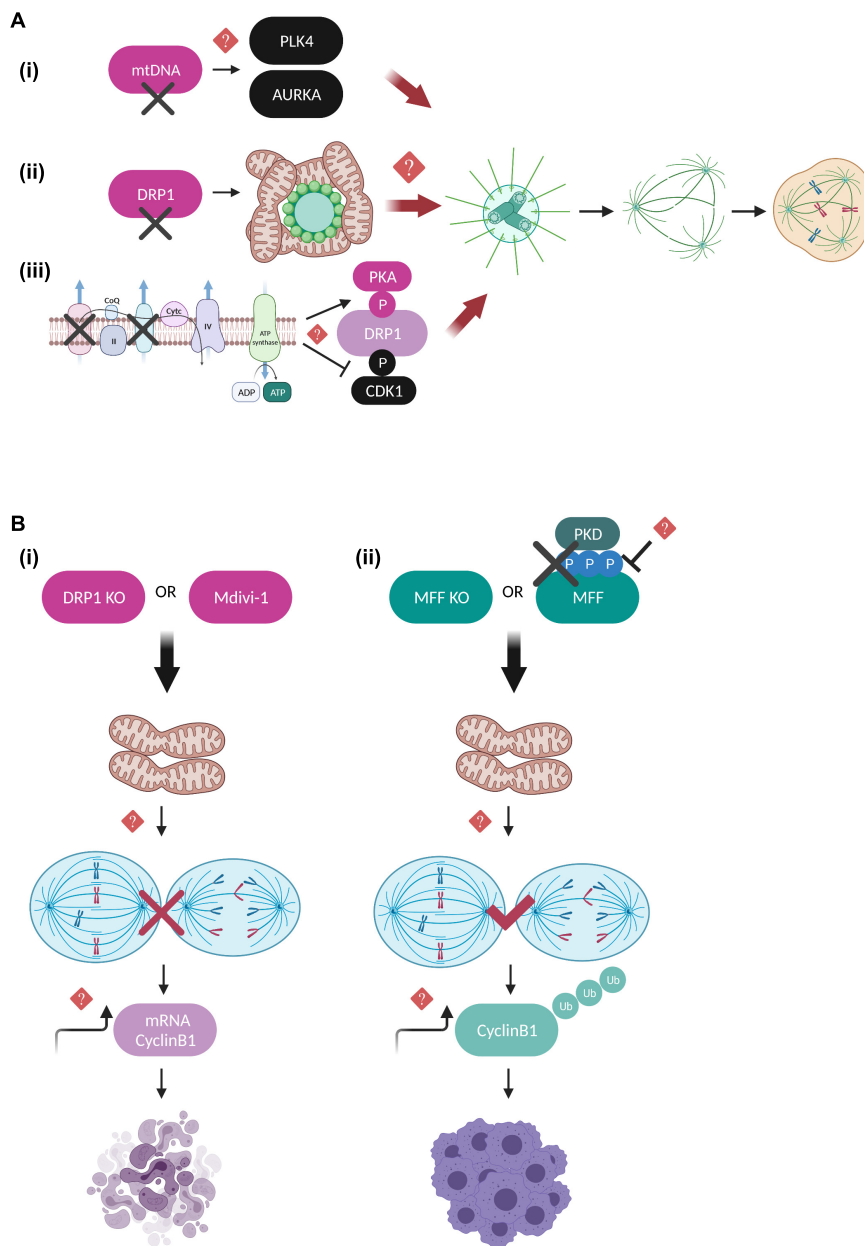 A
(i)
mtDNA
?
PLK4
AURKA
(ii)
DRP1
?
(iii)
CoQ
Cytc
II
IV
ATP
synthase
ADP
ATP
?
PKA
P
DRP1
P
CDK1
B
(i)
DRP1 KO
OR
Mdivi-1
?
?
mRNA
CyclinB1
(ii)
MFF KO
OR
PKD
P P P
MFF
?
?
?
CyclinB1
Ub
Ub
Ub